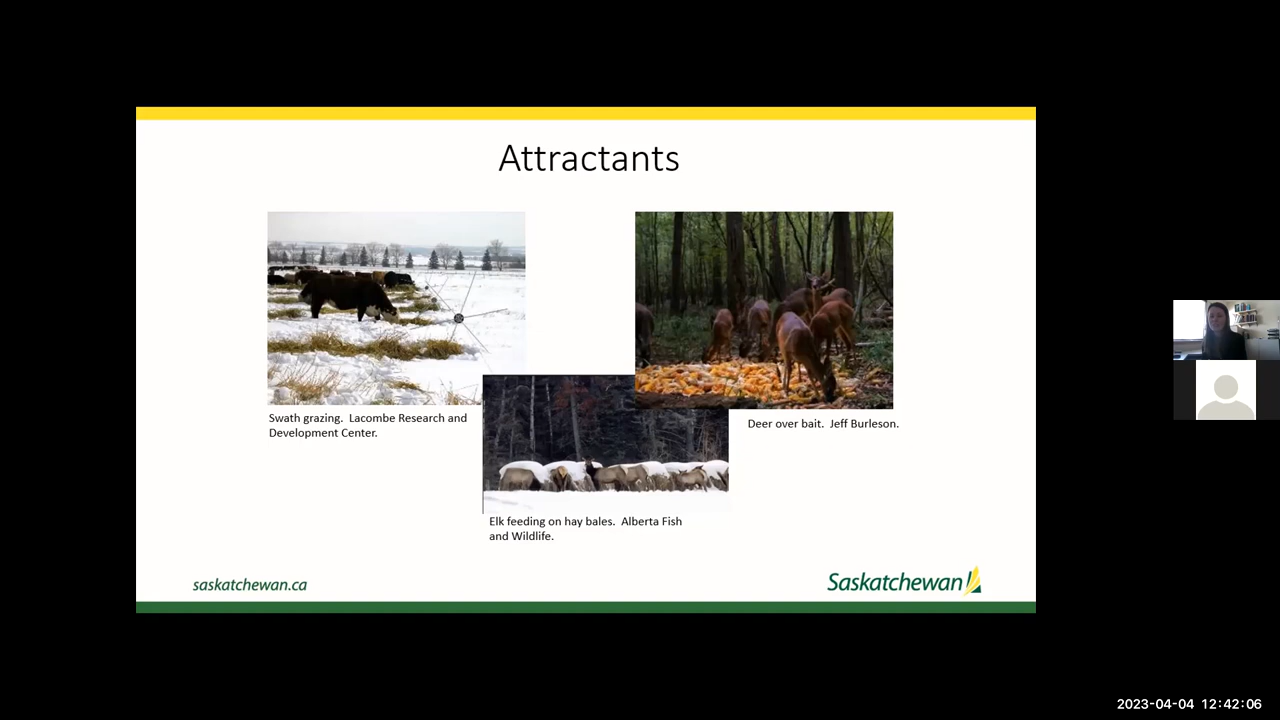 Attractants
Swath grazing.  Lacombe Research and
Development Center.
Deer over bait.  Jeff Burleson.
Elk feeding on hay bales.  Alberta Fish
and Wildlife.
saskatchewan.ca
Saskatchewan
2023-04-04 12:42:06